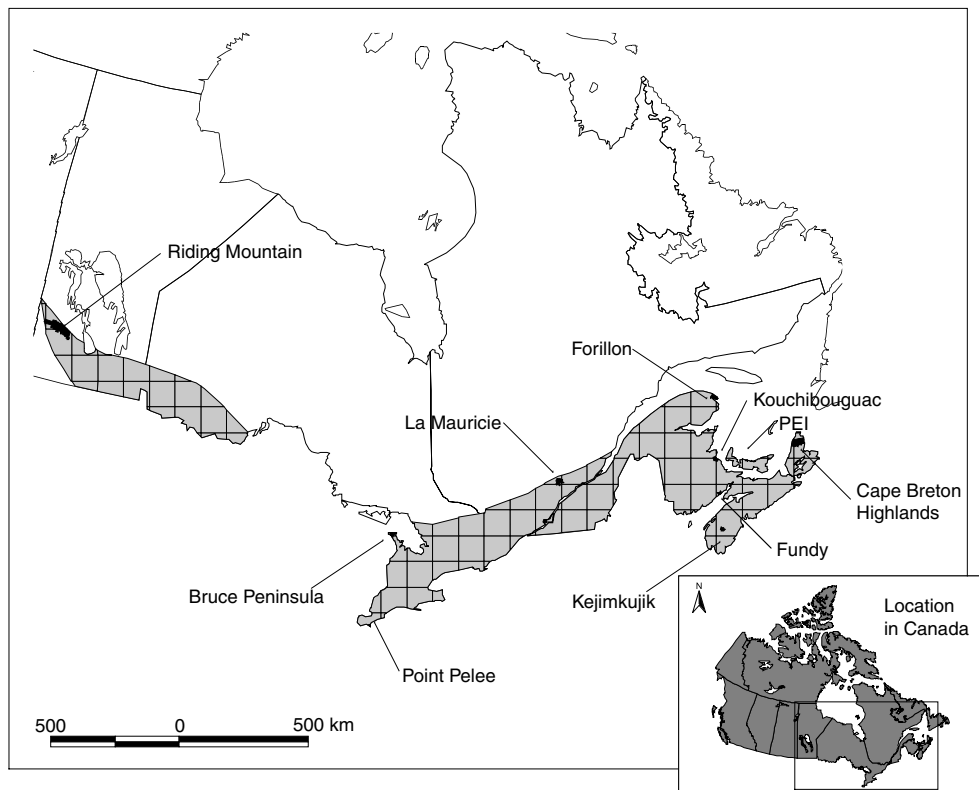 Riding Mountain
Forillon
Kouchibouguac
PEI
La Mauricie
Cape Breton
Highlands
Fundy
Bruce Peninsula
Kejimkujik
Point Pelee
500 0 500 km
N
Location
in Canada